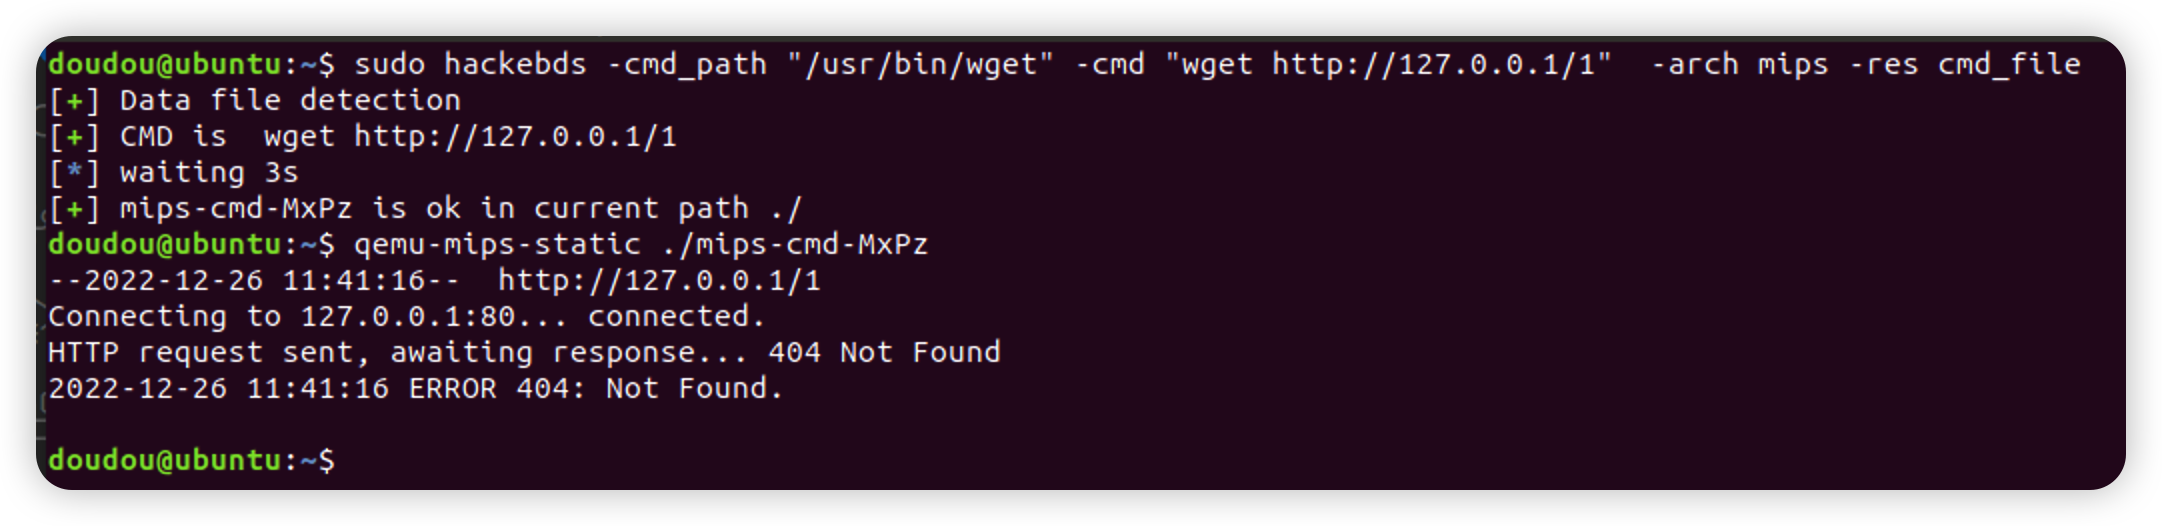 doudou@ubuntu:~$ sudo hackebds -cmd_path "/usr/bin/wget" -cmd "wget http://127.0.0.1/1"  -arch mips -res cmd_file
[+] Data file detection
[+] CMD is  wget http://127.0.0.1/1
[*] waiting 3s
[+] mips-cmd-MxPz is ok in current path ./
doudou@ubuntu:~$ qemu-mips-static ./mips-cmd-MxPz
--2022-12-26 11:41:16--  http://127.0.0.1/1
Connecting to 127.0.0.1:80... connected.
HTTP request sent, awaiting response... 404 Not Found
2022-12-26 11:41:16 ERROR 404: Not Found.
doudou@ubuntu:~$